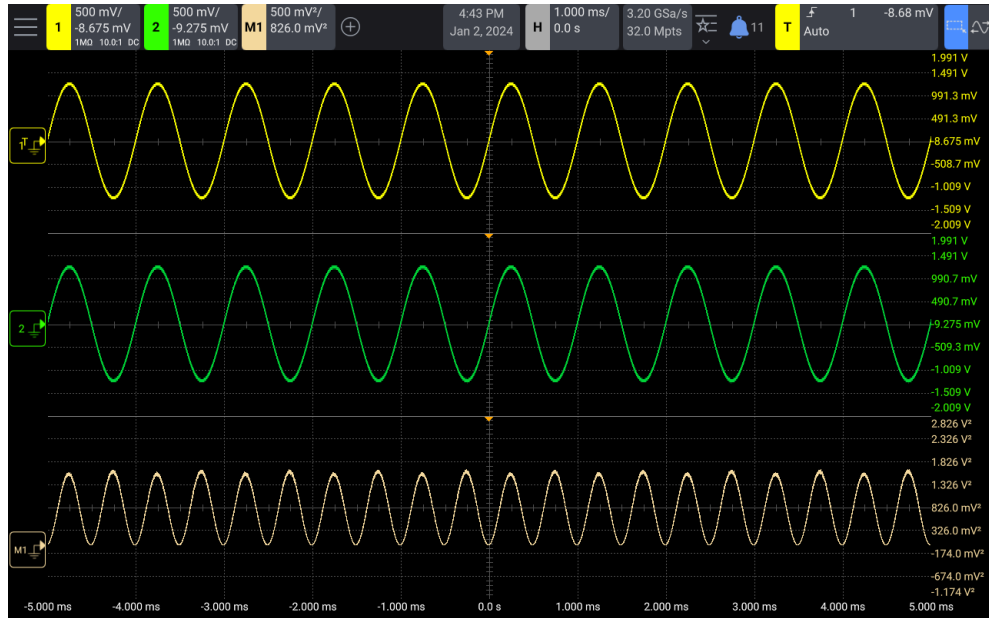 1 500 mV/ -8.675 mV 1MΩ 10.0:1 DC
2 500 mV/ -9.275 mV 1MΩ 10.0:1 DC
M1 500 mV²/ 826.0 mV²
4:43 PM
Jan 2, 2024
H 1.000 ms/ 0.0 s
3.20 GSa/s
32.0 Mpts
11
T 1 -8.68 mV
Auto
1.991 V
1.491 V
991.3 mV
491.3 mV
-8.675 mV
-508.7 mV
-1.009 V
-1.509 V
-2.009 V
1T
1.991 V
1.491 V
990.7 mV
490.7 mV
-9.275 mV
-509.3 mV
-1.009 V
-1.509 V
-2.009 V
2
2.826 V²
2.326 V²
1.826 V²
1.326 V²
826.0 mV²
326.0 mV²
-174.0 mV²
-674.0 mV²
-1.174 V²
M1
-5.000 ms -4.000 ms -3.000 ms -2.000 ms -1.000 ms 0.0 s 1.000 ms 2.000 ms 3.000 ms 4.000 ms 5.000 ms